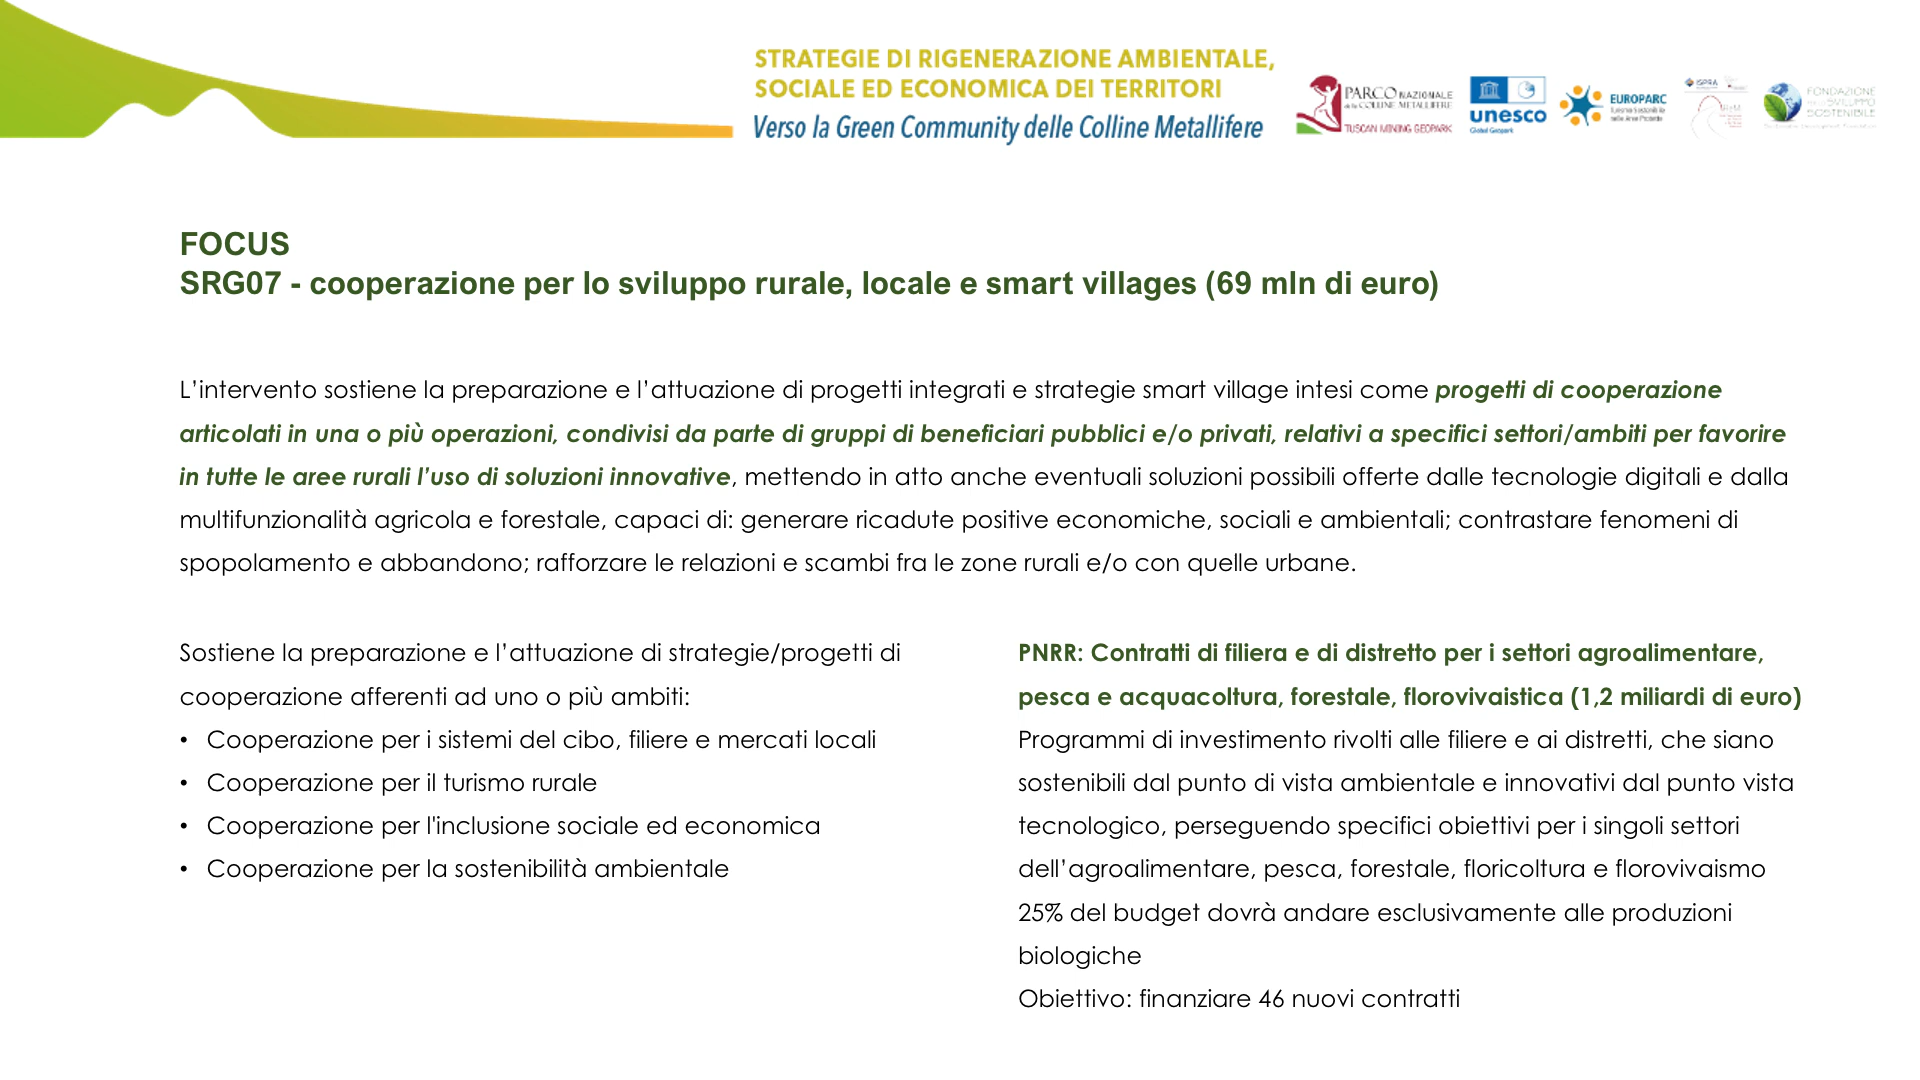 STRATEGIE DI RIGENERAZIONE AMBIENTALE,
SOCIALE ED ECONOMICA DEI TERRITORI
Verso la Green Community delle Colline Metallifere
PARCO NAZIONALE
delle COLLINE METALLIFERE
TUSCAN MINING GEOPARK
unesco
Global Geopark
EUROPARC
Turismo Sostenibile
nelle Aree Protette
ISPRA
FONDAZIONE
PER LO SVILUPPO
SOSTENIBILE
FOCUS
SRG07 - cooperazione per lo sviluppo rurale, locale e smart villages (69 mln di euro)
L’intervento sostiene la preparazione e l’attuazione di progetti integrati e strategie smart village intesi come progetti di cooperazione
articolati in una o più operazioni, condivisi da parte di gruppi di beneficiari pubblici e/o privati, relativi a specifici settori/ambiti per favorire
in tutte le aree rurali l’uso di soluzioni innovative, mettendo in atto anche eventuali soluzioni possibili offerte dalle tecnologie digitali e dalla
multifunzionalità agricola e forestale, capaci di: generare ricadute positive economiche, sociali e ambientali; contrastare fenomeni di
spopolamento e abbandono; rafforzare le relazioni e scambi fra le zone rurali e/o con quelle urbane.
Sostiene la preparazione e l’attuazione di strategie/progetti di
cooperazione afferenti ad uno o più ambiti:
• Cooperazione per i sistemi del cibo, filiere e mercati locali
• Cooperazione per il turismo rurale
• Cooperazione per l'inclusione sociale ed economica
• Cooperazione per la sostenibilità ambientale
PNRR: Contratti di filiera e di distretto per i settori agroalimentare,
pesca e acquacoltura, forestale, florovivaistica (1,2 miliardi di euro)
Programmi di investimento rivolti alle filiere e ai distretti, che siano
sostenibili dal punto di vista ambientale e innovativi dal punto vista
tecnologico, perseguendo specifici obiettivi per i singoli settori
dell’agroalimentare, pesca, forestale, floricoltura e florovivaismo
25% del budget dovrà andare esclusivamente alle produzioni
biologiche
Obiettivo: finanziare 46 nuovi contratti